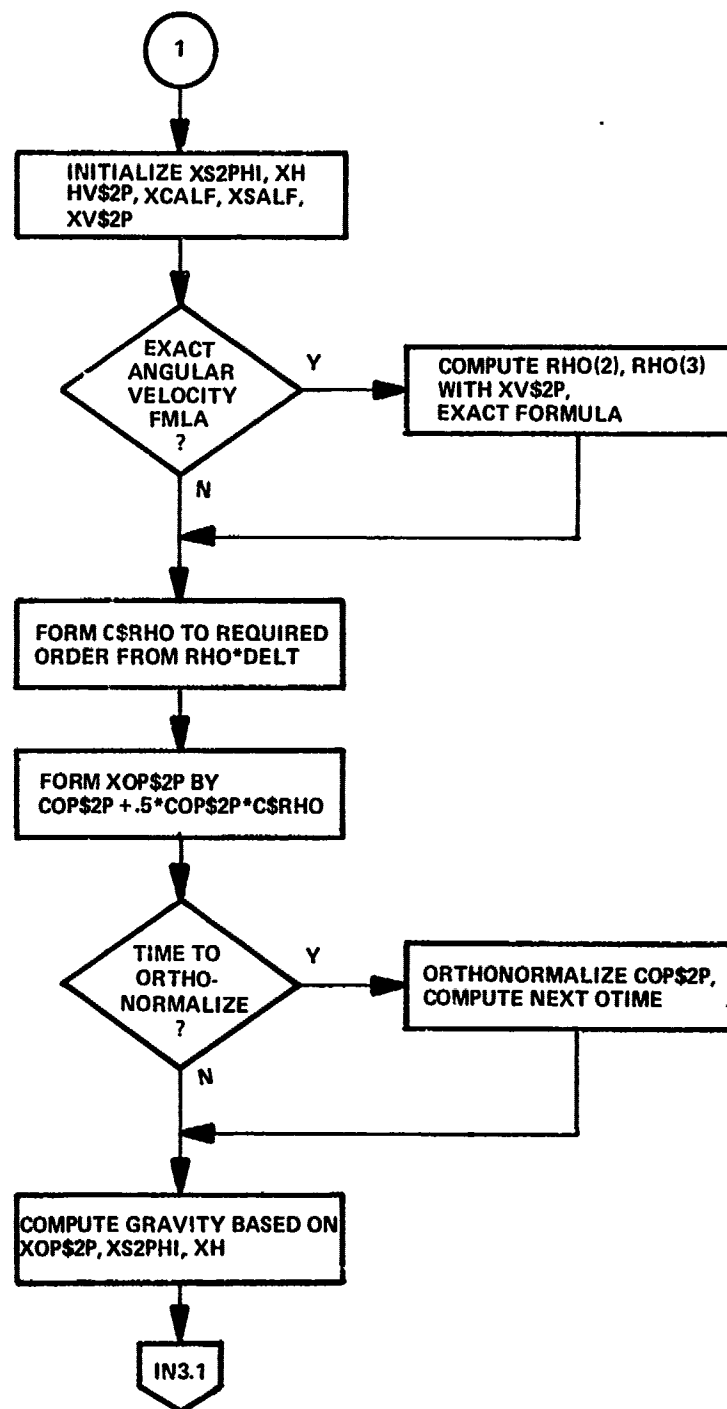 1
INITIALIZE XS2PHI, XH
HV$2P, XCALF, XSALF,
XV$2P
EXACT
ANGULAR
VELOCITY
FMLA
?
Y
COMPUTE RHO(2), RHO(3)
WITH XV$2P,
EXACT FORMULA
N
FORM C$RHO TO REQUIRED
ORDER FROM RHO*DELT
FORM XOP$2P BY
COP$2P +.5*COP$2P*C$RHO
TIME TO
ORTHO-
NORMALIZE
?
Y
ORTHONORMALIZE COP$2P,
COMPUTE NEXT OTIME
N
COMPUTE GRAVITY BASED ON
XOP$2P, XS2PHI, XH
IN3.1